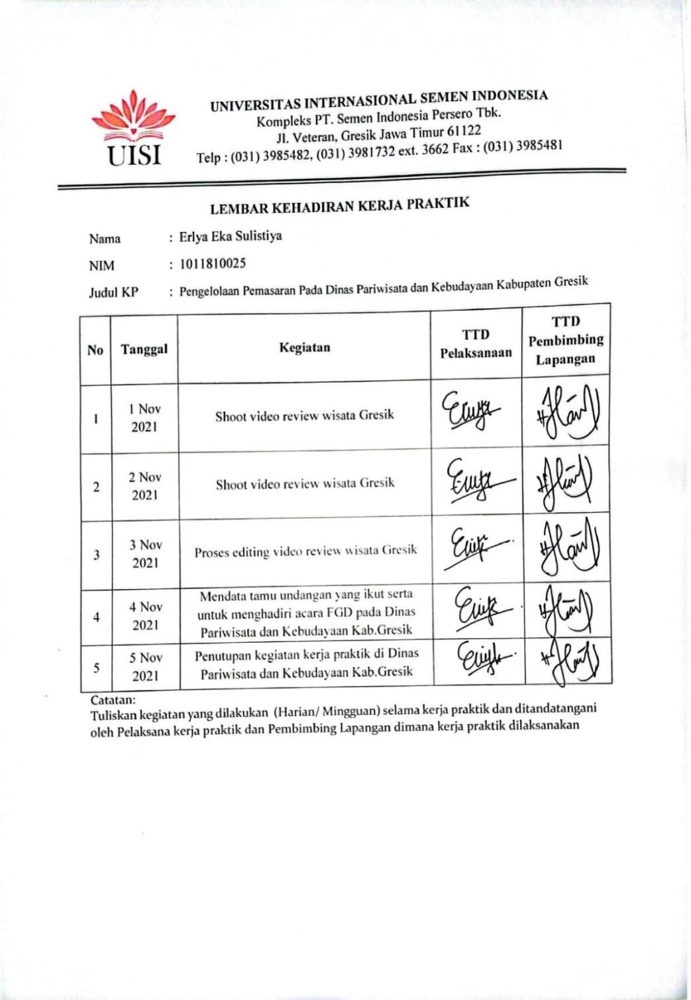 UISI
UNIVERSITAS INTERNASIONAL SEMEN INDONESIA
Kompleks PT. Semen Indonesia Persero Tbk.
Jl. Veteran, Gresik Jawa Timur 61122
Telp : (031) 3985482, (031) 3981732 ext. 3662 Fax : (031) 3985481
LEMBAR KEHADIRAN KERJA PRAKTIK
Nama : Erlya Eka Sulistiya
NIM : 1011810025
Judul KP : Pengelolaan Pemasaran Pada Dinas Pariwisata dan Kebudayaan Kabupaten Gresik
No
Tanggal
Kegiatan
TTD
Pelaksanaan
TTD
Pembimbing
Lapangan
1
1 Nov
2021
Shoot video review wisata Gresik
2
2 Nov
2021
Shoot video review wisata Gresik
3
3 Nov
2021
Proses editing video review wisata Gresik
4
4 Nov
2021
Mendata tamu undangan yang ikut serta
untuk menghadiri acara FGD pada Dinas
Pariwisata dan Kebudayaan Kab.Gresik
5
5 Nov
2021
Penutupan kegiatan kerja praktik di Dinas
Pariwisata dan Kebudayaan Kab.Gresik
Catatan:
Tuliskan kegiatan yang dilakukan (Harian/ Mingguan) selama kerja praktik dan ditandatangani
oleh Pelaksana kerja praktik dan Pembimbing Lapangan dimana kerja praktik dilaksanakan